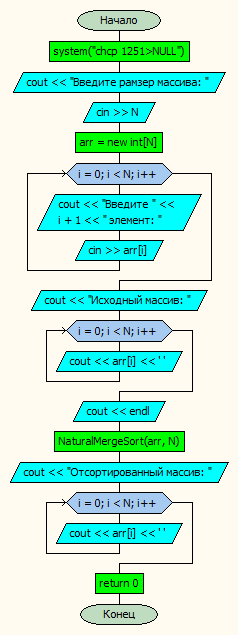 Начало
system("chcp 1251>NULL")
cout << "Введите рамзер массива: "
cin >> N
arr = new int[N]
i = 0; i < N; i++
cout << "Введите " <<
i + 1 << " элемент: "
cin >> arr[i]
cout << "Исходный массив: "
i = 0; i < N; i++
cout << arr[i] << ' '
cout << endl
NaturalMergeSort(arr, N)
cout << "Отсортированный массив: "
i = 0; i < N; i++
cout << arr[i] << ' '
return 0
Конец